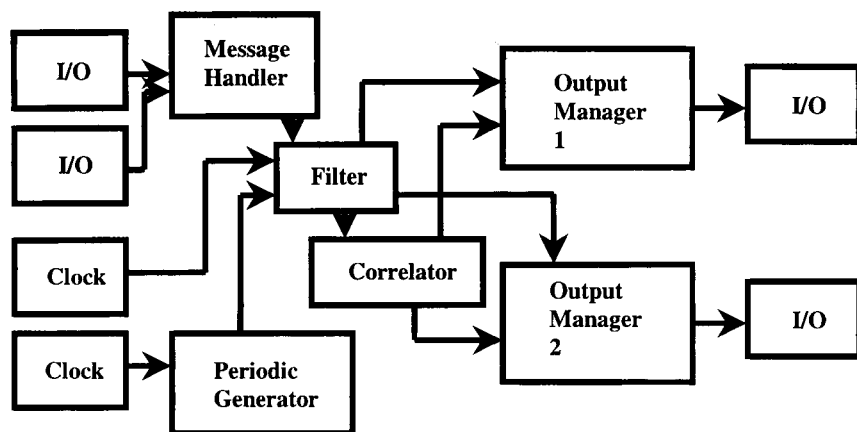 I/O
Message
Handler
I/O
Filter
Clock
Correlator
Clock
Periodic
Generator
Output
Manager
1
I/O
Output
Manager
2
I/O